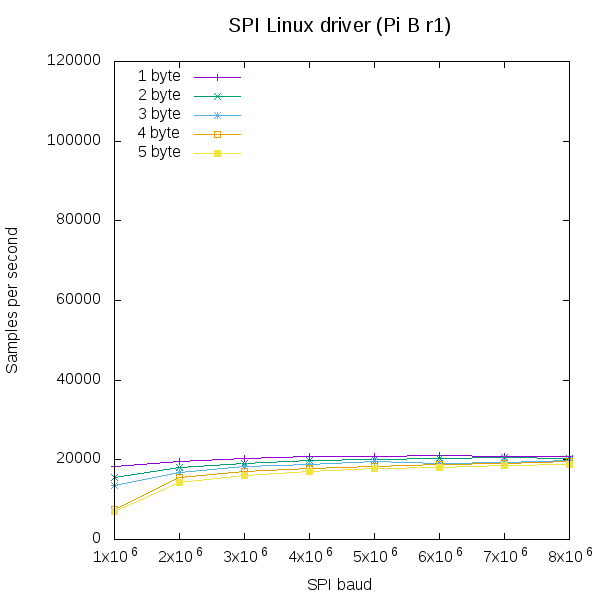 SPI Linux driver (Pi B r1)
120000
100000
80000
60000
40000
20000
0
1 byte
2 byte
3 byte
4 byte
5 byte
Samples per second
1x10^6 2x10^6 3x10^6 4x10^6 5x10^6 6x10^6 7x10^6 8x10^6
SPI baud